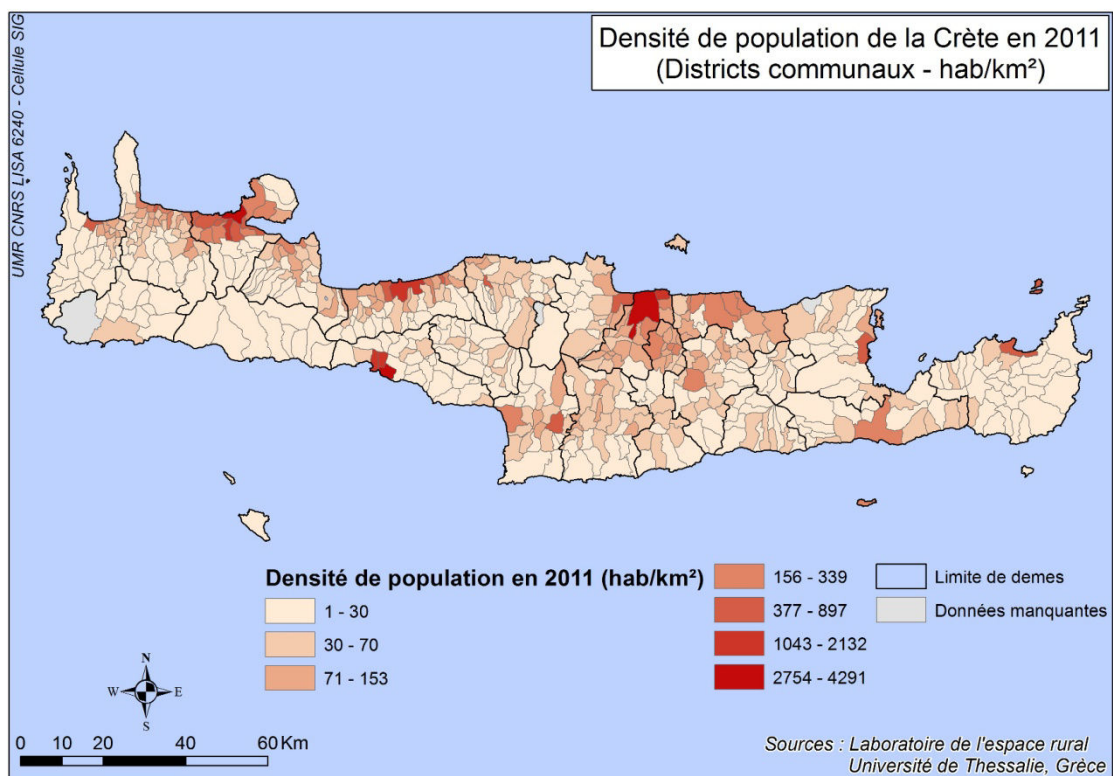 Densité de population de la Crète en 2011
(Districts communaux - hab/km²)
UMR CNRS LISA 6240 - Cellule SIG
Densité de population en 2011 (hab/km²)
1 - 30
30 - 70
71 - 153
156 - 339
377 - 897
1043 - 2132
2754 - 4291
Limite de demes
Données manquantes
N
W E
S
0 10 20 40 60 Km
Sources : Laboratoire de l'espace rural
Université de Thessalie, Grèce